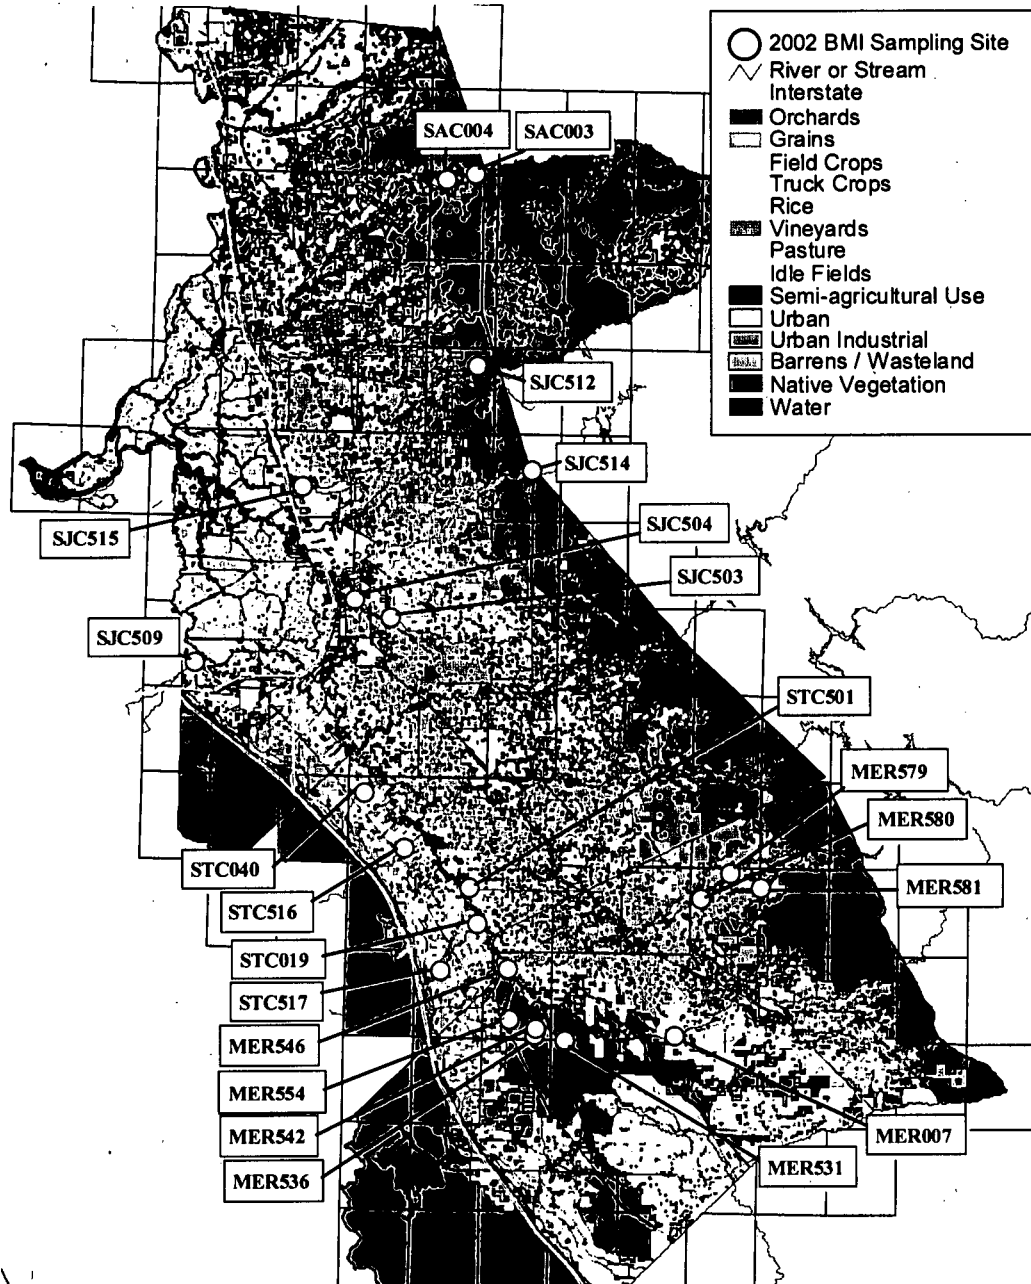 2002 BMI Sampling Site
River or Stream
Interstate
Orchards
Grains
Field Crops
Truck Crops
Rice
Vineyards
Pasture
Idle Fields
Semi-agricultural Use
Urban
Urban Industrial
Barrens / Wasteland
Native Vegetation
Water
SAC004
SAC003
SJC512
SJC514
SJC515
SJC504
SJC503
SJC509
STC501
MER579
MER580
STC040
MER581
STC516
STC019
STC517
MER546
MER554
MER542
MER007
MER531
MER536